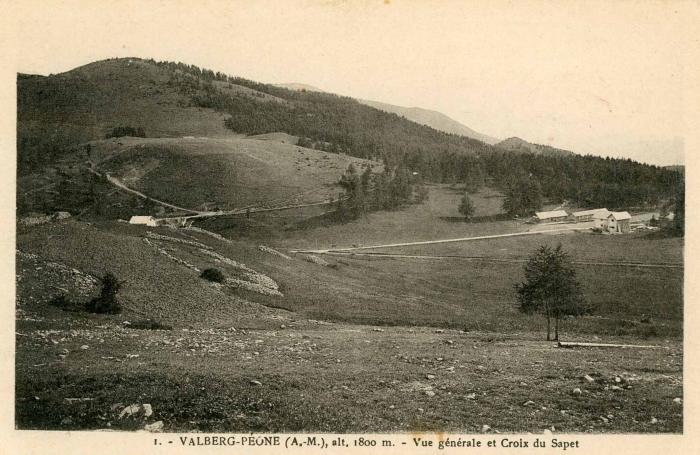 1. - VALBERG-PÉONE (A.-M.), alt. 1800 m. - Vue générale et Croix du Sapet